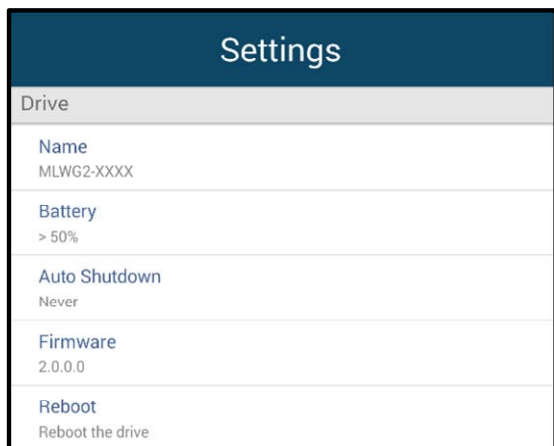 Settings
Drive
Name
MLWG2-XXXX
Battery
> 50%
Auto Shutdown
Never
Firmware
2.0.0.0
Reboot
Reboot the drive